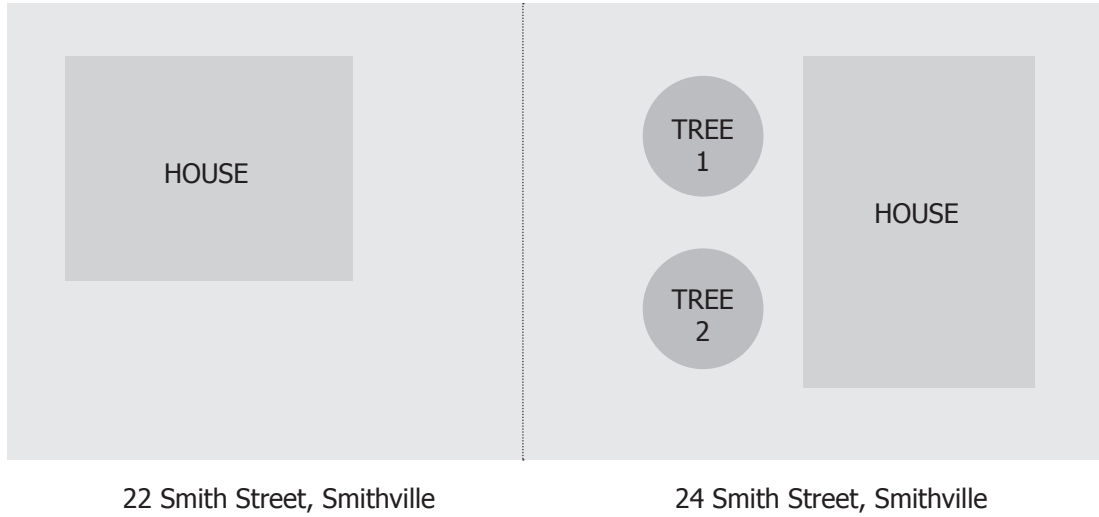 HOUSE
TREE
1
TREE
2
HOUSE
22 Smith Street, Smithville
24 Smith Street, Smithville